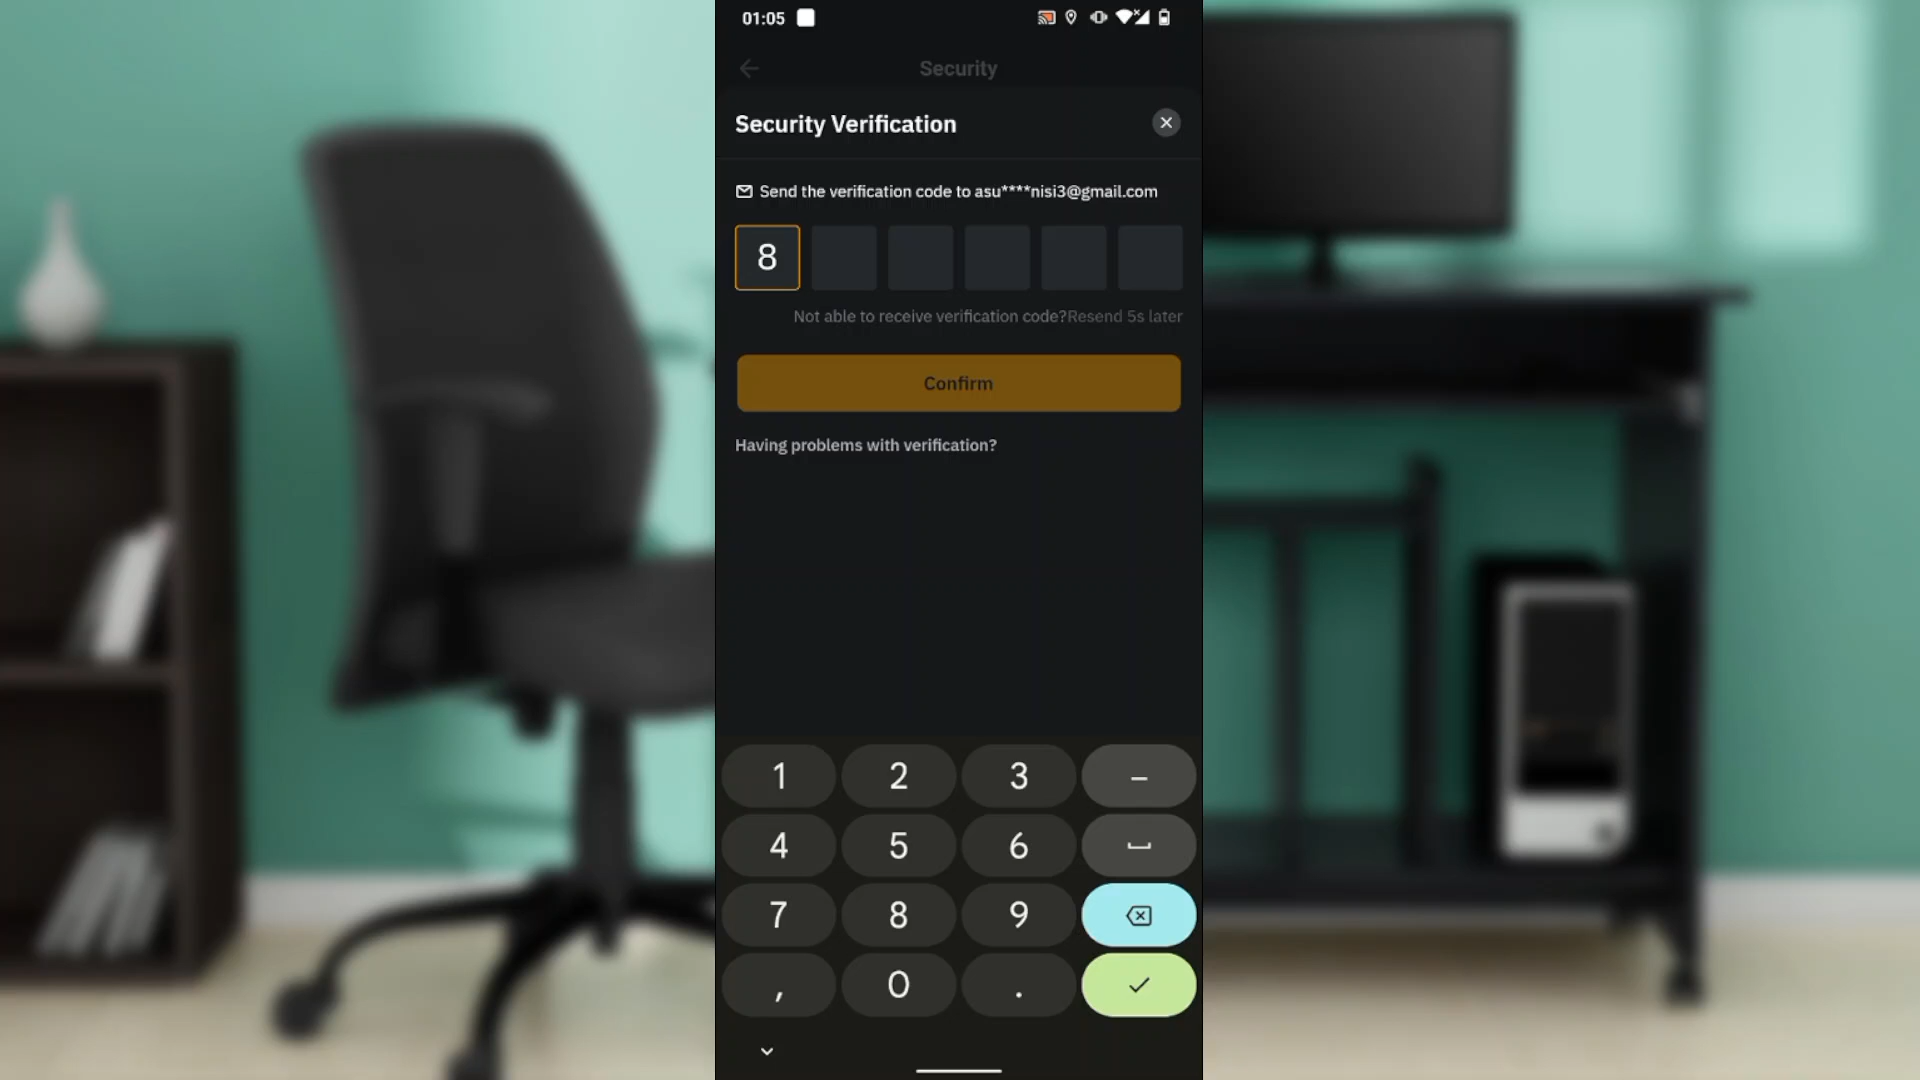 01:05
Security
Security Verification
Send the verification code to asu****nisi3@gmail.com
8
Not able to receive verification code?Resend 5s later
Confirm
Having problems with verification?
1 2 3 –
4 5 6
7 8 9
, 0 .